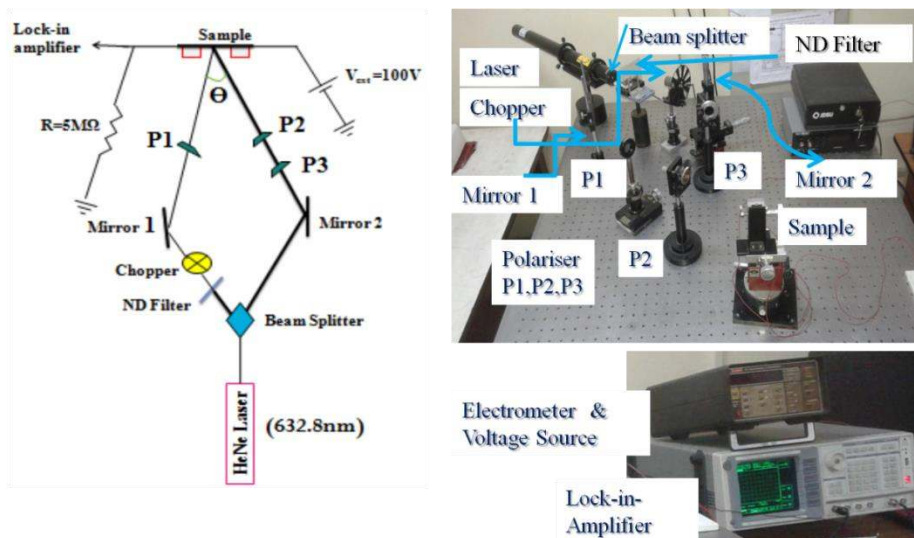 Lock-in
amplifier
Sample
Θ
Vext=100V
R=5MΩ
P1
P2
P3
Mirror 1
Mirror 2
Chopper
ND Filter
Beam Splitter
HeNe Laser
(632.8nm)
Beam splitter
ND Filter
Laser
Chopper
Mirror 1
P1
P3
Mirror 2
Sample
P2
Polariser
P1,P2,P3
JDSU
Electrometer &
Voltage Source
Lock-in-
Amplifier